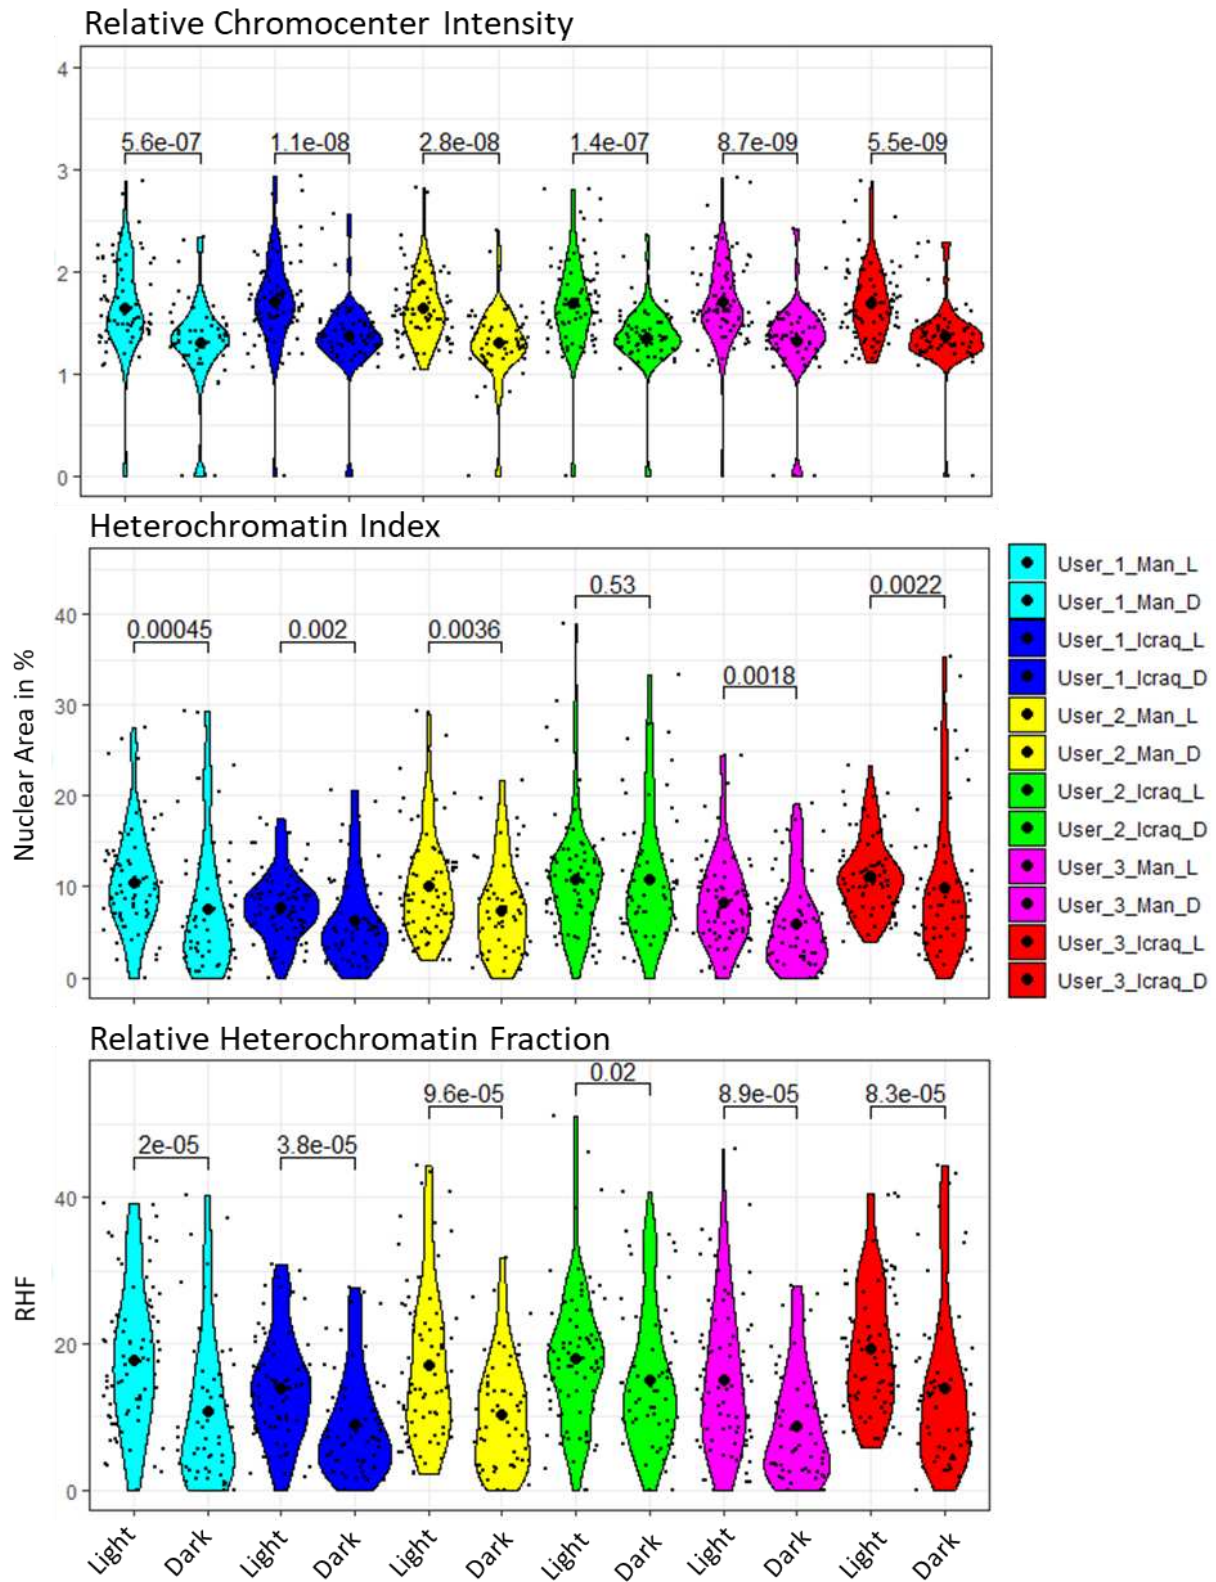 Relative Chromocenter Intensity
4
3
2
1
0
5.6e-07 1.1e-08 2.8e-08 1.4e-07 8.7e-09 5.5e-09
Heterochromatin Index
Nuclear Area in %
40
30
20
10
0
0.00045 0.002 0.0036 0.53 0.0018 0.0022
User_1_Man_L
User_1_Man_D
User_1_Icraq_L
User_1_Icraq_D
User_2_Man_L
User_2_Man_D
User_2_Icraq_L
User_2_Icraq_D
User_3_Man_L
User_3_Man_D
User_3_Icraq_L
User_3_Icraq_D
Relative Heterochromatin Fraction
RHF
40
20
0
2e-05 3.8e-05 9.6e-05 0.02 8.9e-05 8.3e-05
Light Dark Light Dark Light Dark Light Dark Light Dark Light Dark